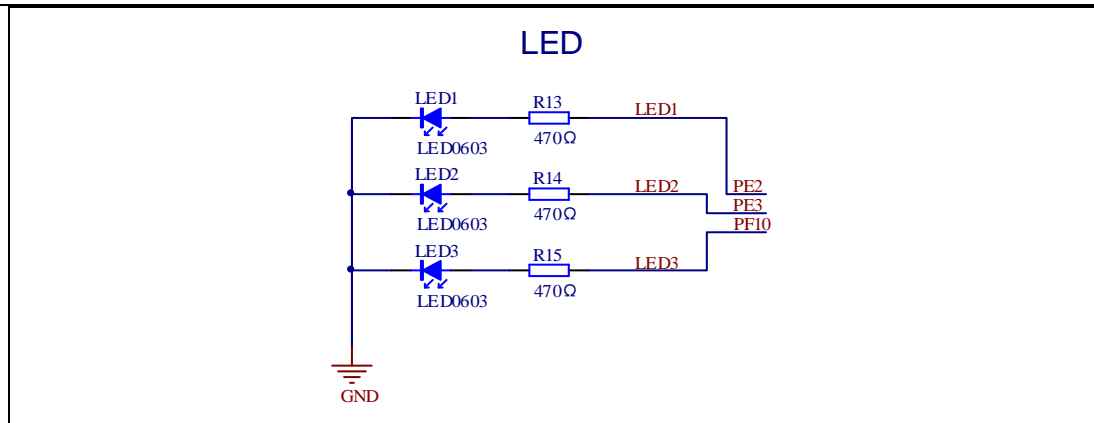 LED
LED1
R13
LED1
470Ω
LED0603
LED2
R14
LED2
PE2
470Ω
PE3
LED0603
PF10
LED3
R15
LED3
470Ω
LED0603
GND